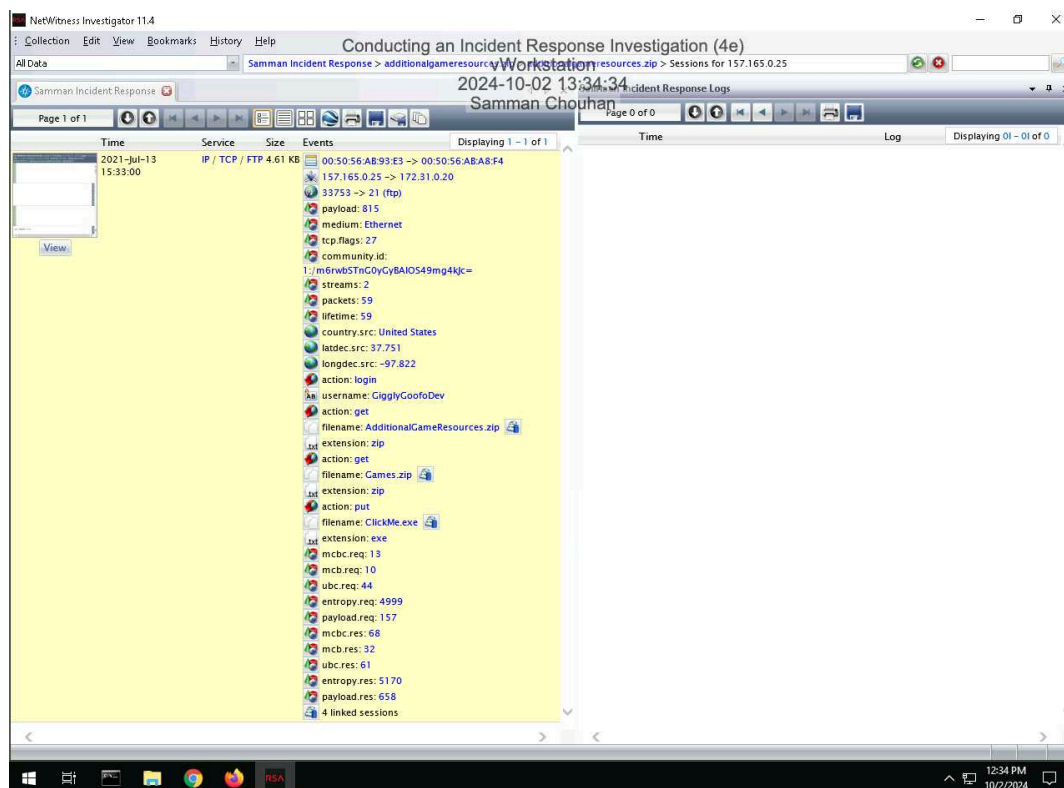 NetWitness Investigator 11.4
Collection Edit View Bookmarks History Help
Conducting an Incident Response Investigation (4e)
All Data
Samman Incident Response > additionalgameresources.zip > Sessions for 157.165.0.25
vWorkstation
2024-10-02 13:34:34
Samman Chouhan
Samman Incident Response
Incident Response Logs
Page 1 of 1
Page 0 of 0
Time Service Size Events Displaying 1 - 1 of 1
Time Log Displaying 0l - 0l of 0
2021-Jul-13
15:33:00
IP / TCP / FTP 4.61 KB
View
00:50:56:AB:93:E3 -> 00:50:56:AB:A8:F4
157.165.0.25 -> 172.31.0.20
33753 -> 21 (ftp)
payload: 815
medium: Ethernet
tcp.flags: 27
community.id:
1:/m6rwbSTnG0yGyBAIOS49mg4kJc=
streams: 2
packets: 59
lifetime: 59
country.src: United States
latdec.src: 37.751
longdec.src: -97.822
action: login
username: GigglyGoofoDev
action: get
filename: AdditionalGameResources.zip
extension: zip
action: get
filename: Games.zip
extension: zip
action: put
filename: ClickMe.exe
extension: exe
mcbc.req: 13
mcb.req: 10
ubc.req: 44
entropy.req: 4999
payload.req: 157
mcbc.res: 68
mcb.res: 32
ubc.res: 61
entropy.res: 5170
payload.res: 658
4 linked sessions
RSA
12:34 PM
10/2/2024